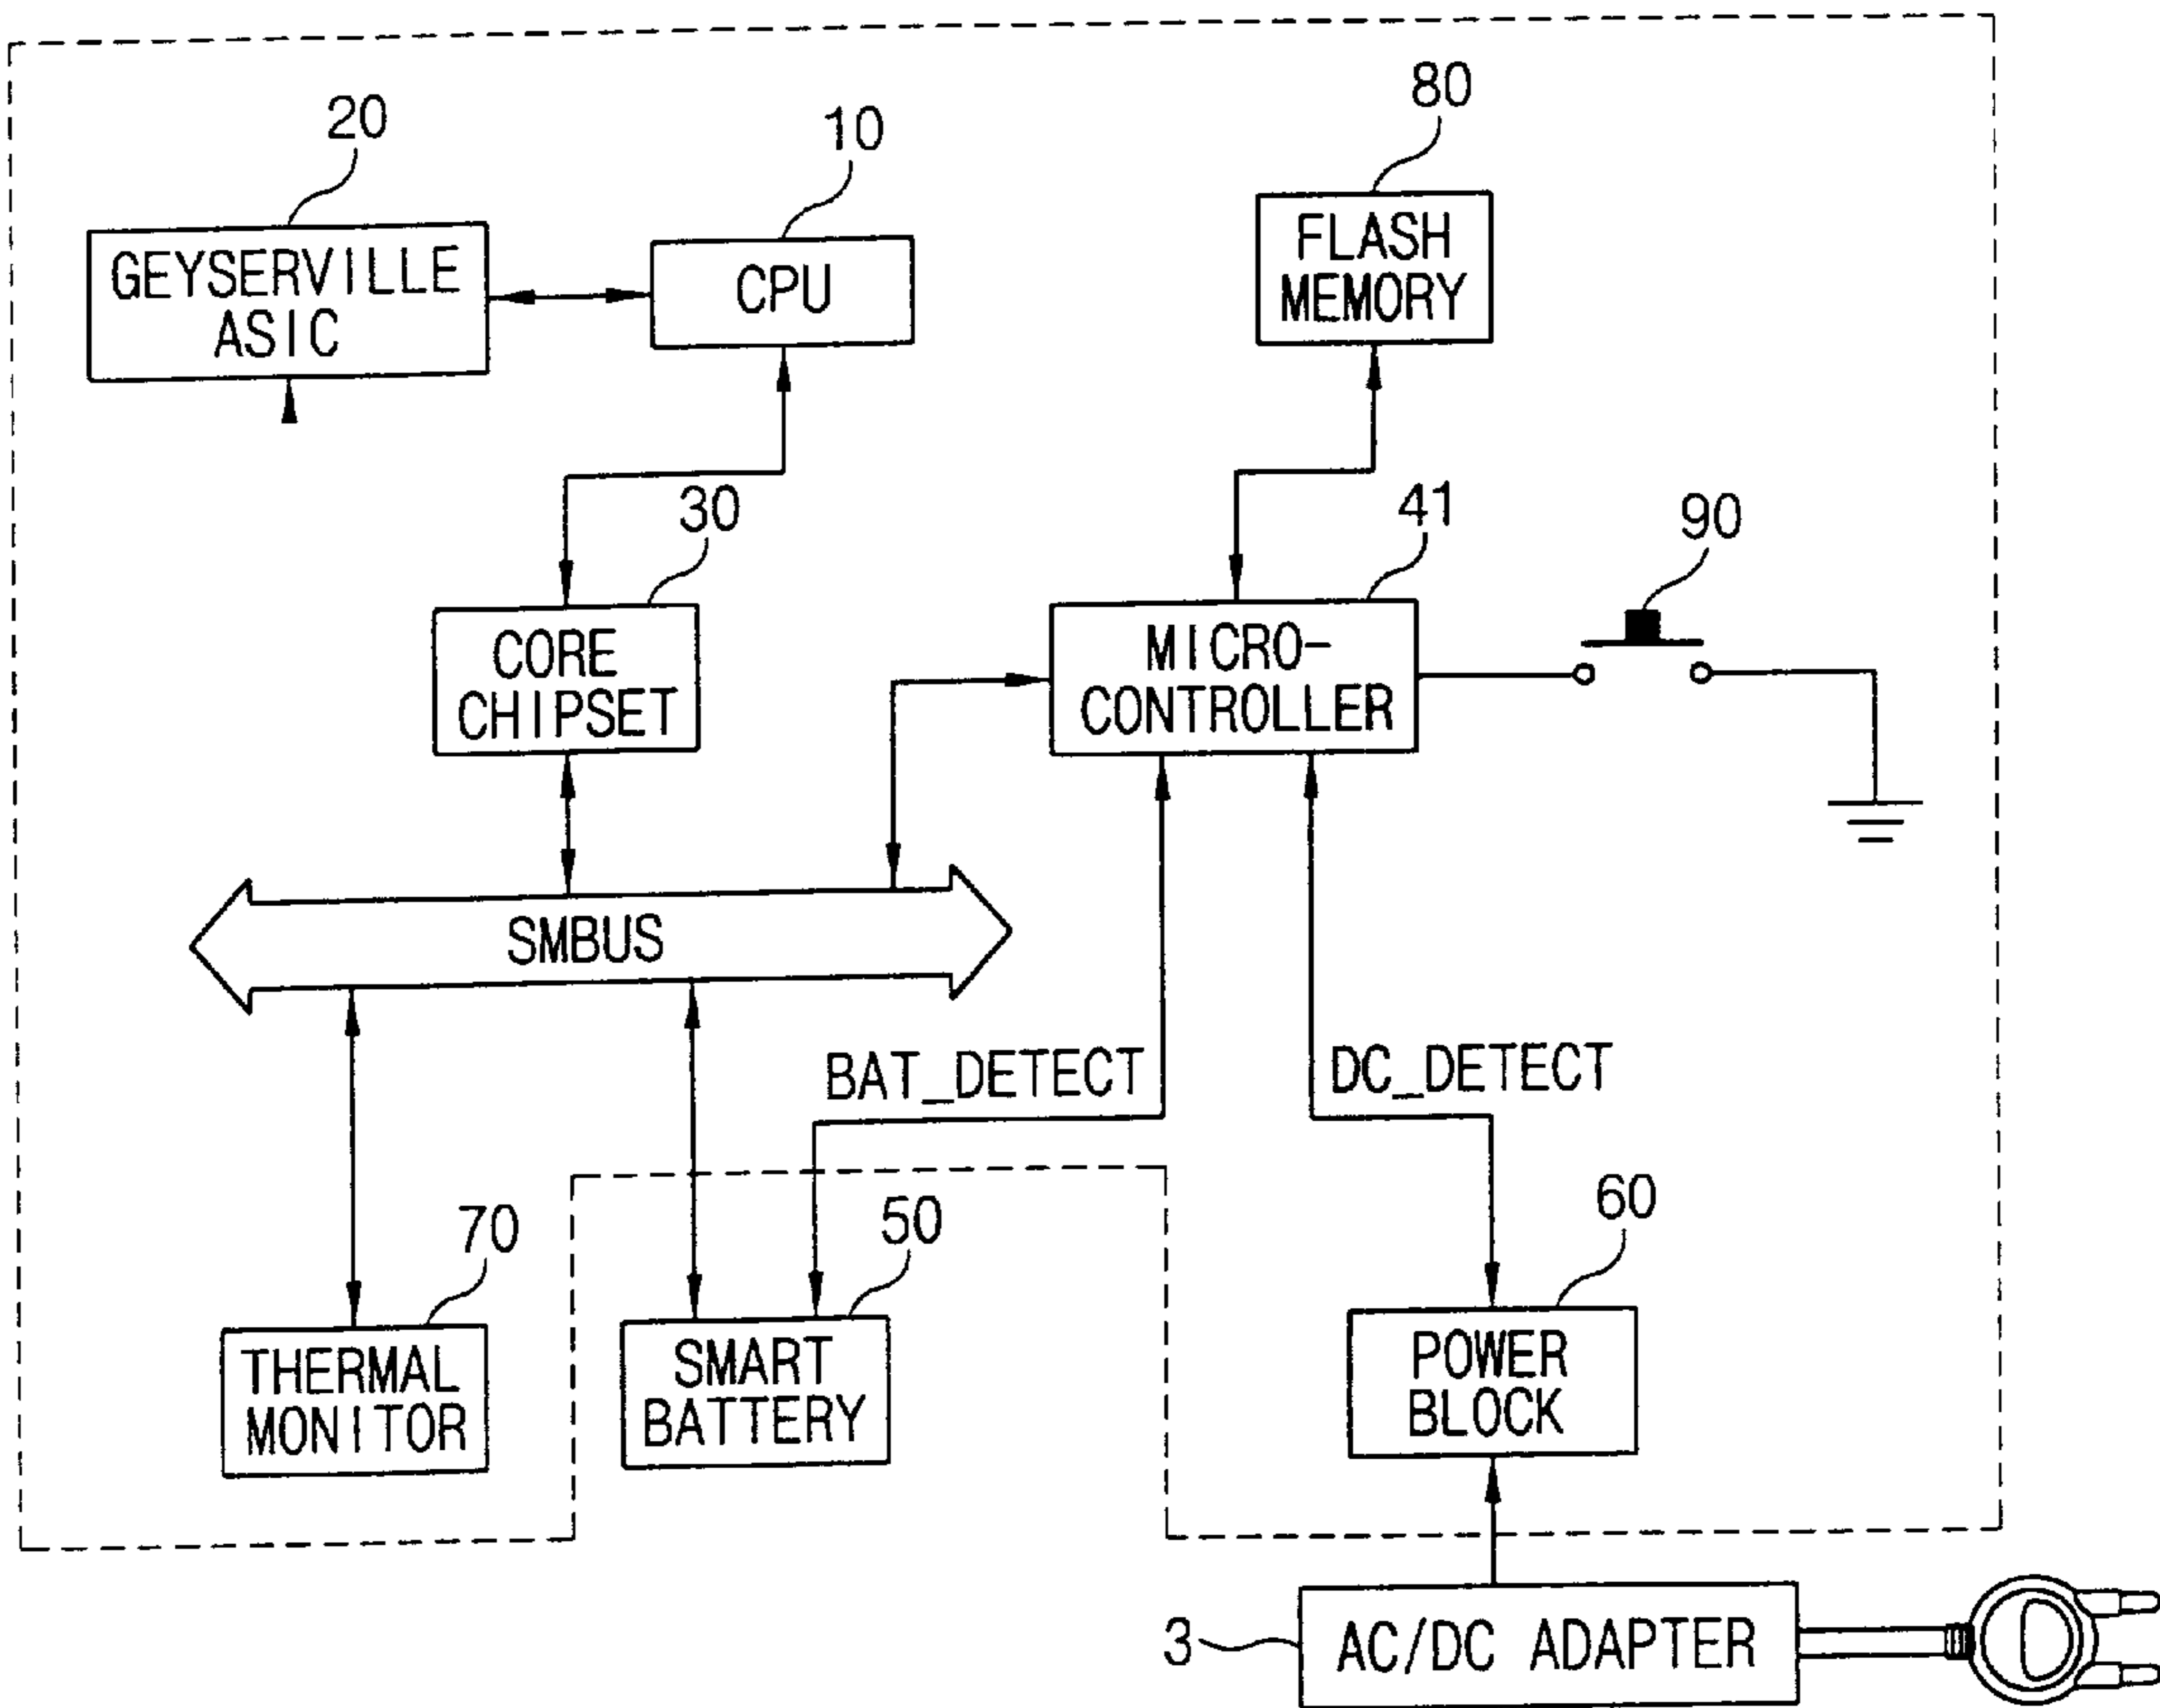 80
20
10
GEYSERVILLE
ASIC
CPU
FLASH
MEMORY
30
41
90
CORE
CHIPSET
MICRO-
CONTROLLER
SMBUS
BAT_DETECT
DC_DETECT
70
50
60
THERMAL
MONITOR
SMART
BATTERY
POWER
BLOCK
3
AC/DC ADAPTER